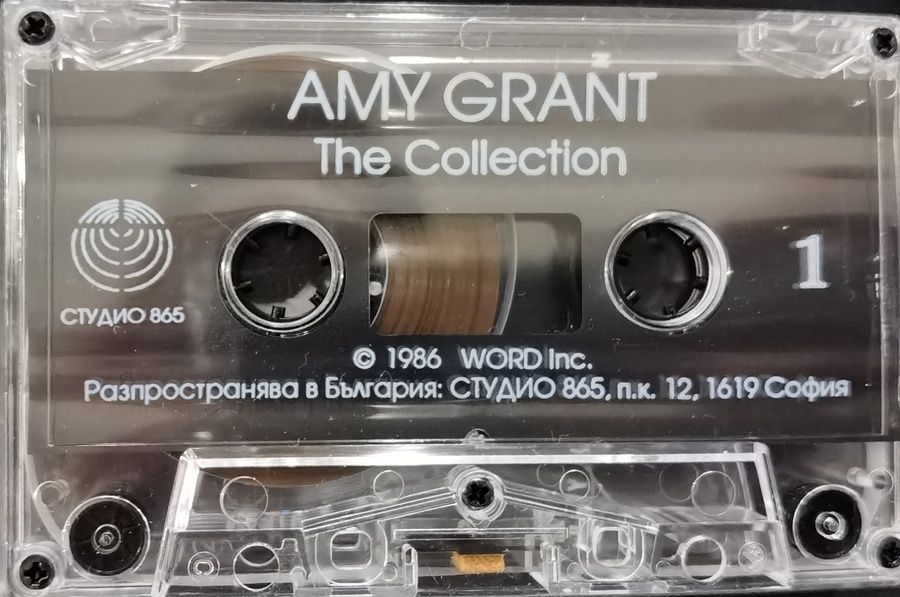 AMY GRANT
The Collection
1
СТУДИО 865
© 1986 WORD Inc.
Разпространява в България: СТУДИО 865, п.к. 12, 1619 София